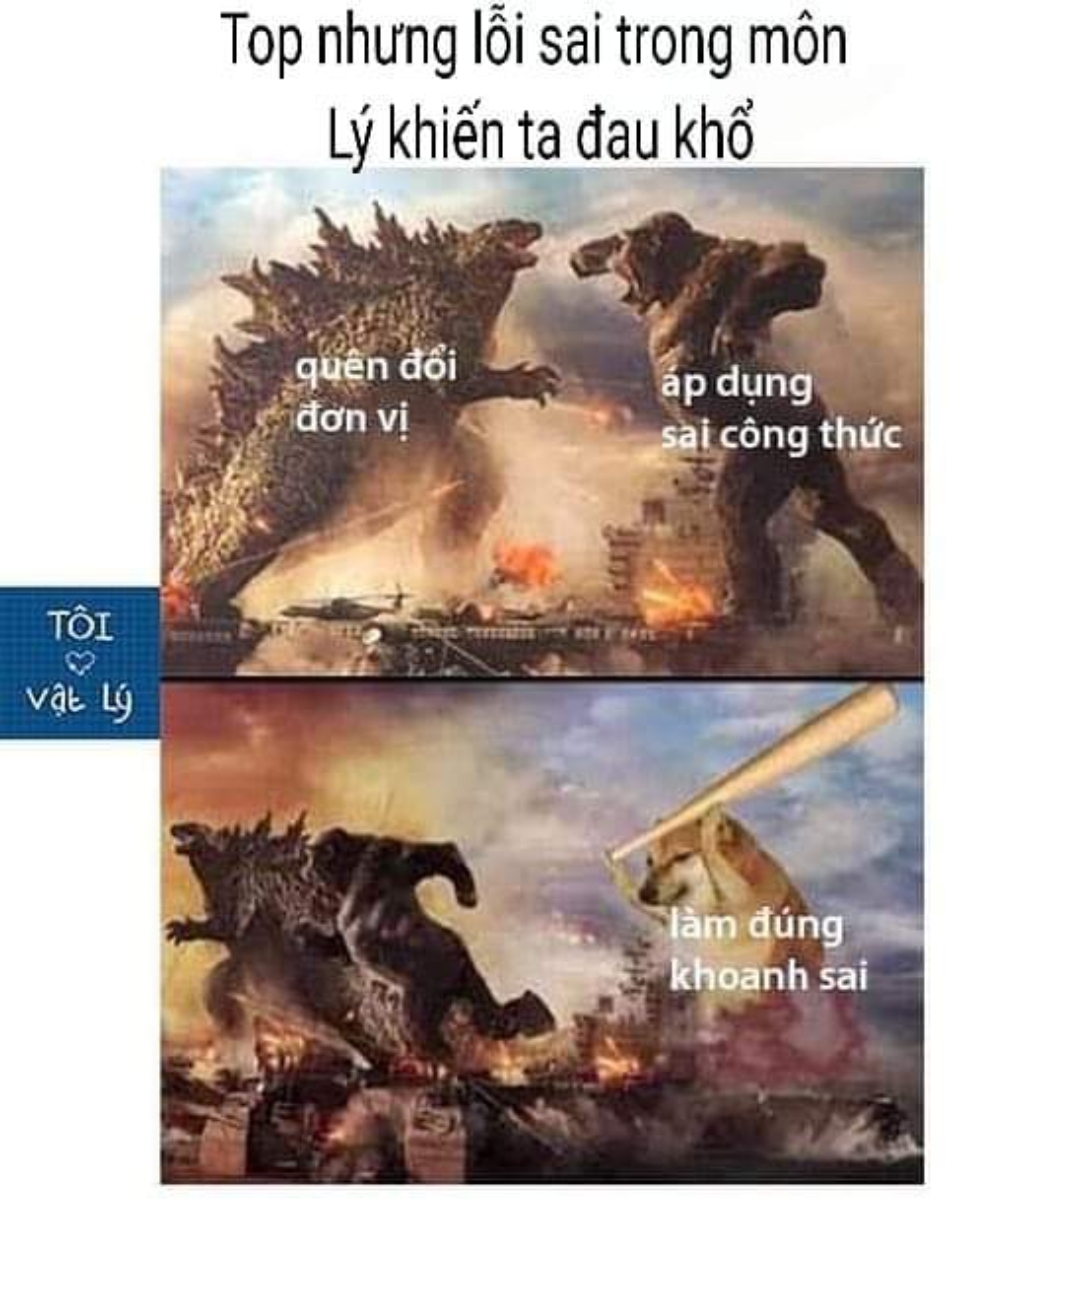 Top nhưng lỗi sai trong môn
Lý khiến ta đau khổ
quên đổi
đơn vị
áp dụng
sai công thức
TÔI
♡
Vật Lý
làm đúng
khoanh sai